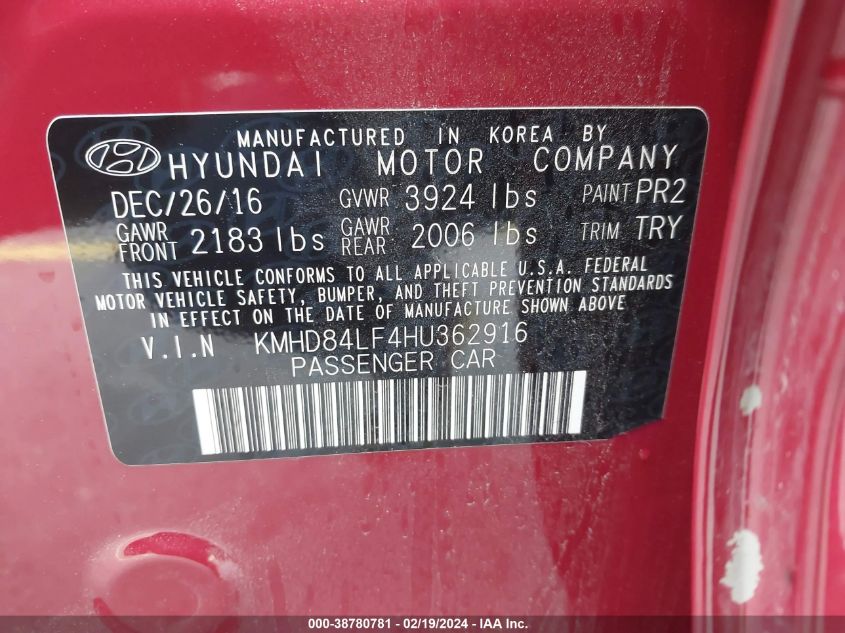 MANUFACTURED IN KOREA BY
HYUNDAI MOTOR COMPANY
DEC/26/16 GVWR 3924 lbs PAINT PR2
GAWR FRONT 2183 lbs GAWR REAR 2006 lbs TRIM TRY
THIS VEHICLE CONFORMS TO ALL APPLICABLE U.S.A. FEDERAL
MOTOR VEHICLE SAFETY, BUMPER, AND THEFT PREVENTION STANDARDS
IN EFFECT ON THE DATE OF MANUFACTURE SHOWN ABOVE
V.I.N KMHD84LF4HU362916
PASSENGER CAR
000-38780781 - 02/19/2024 - IAA Inc.